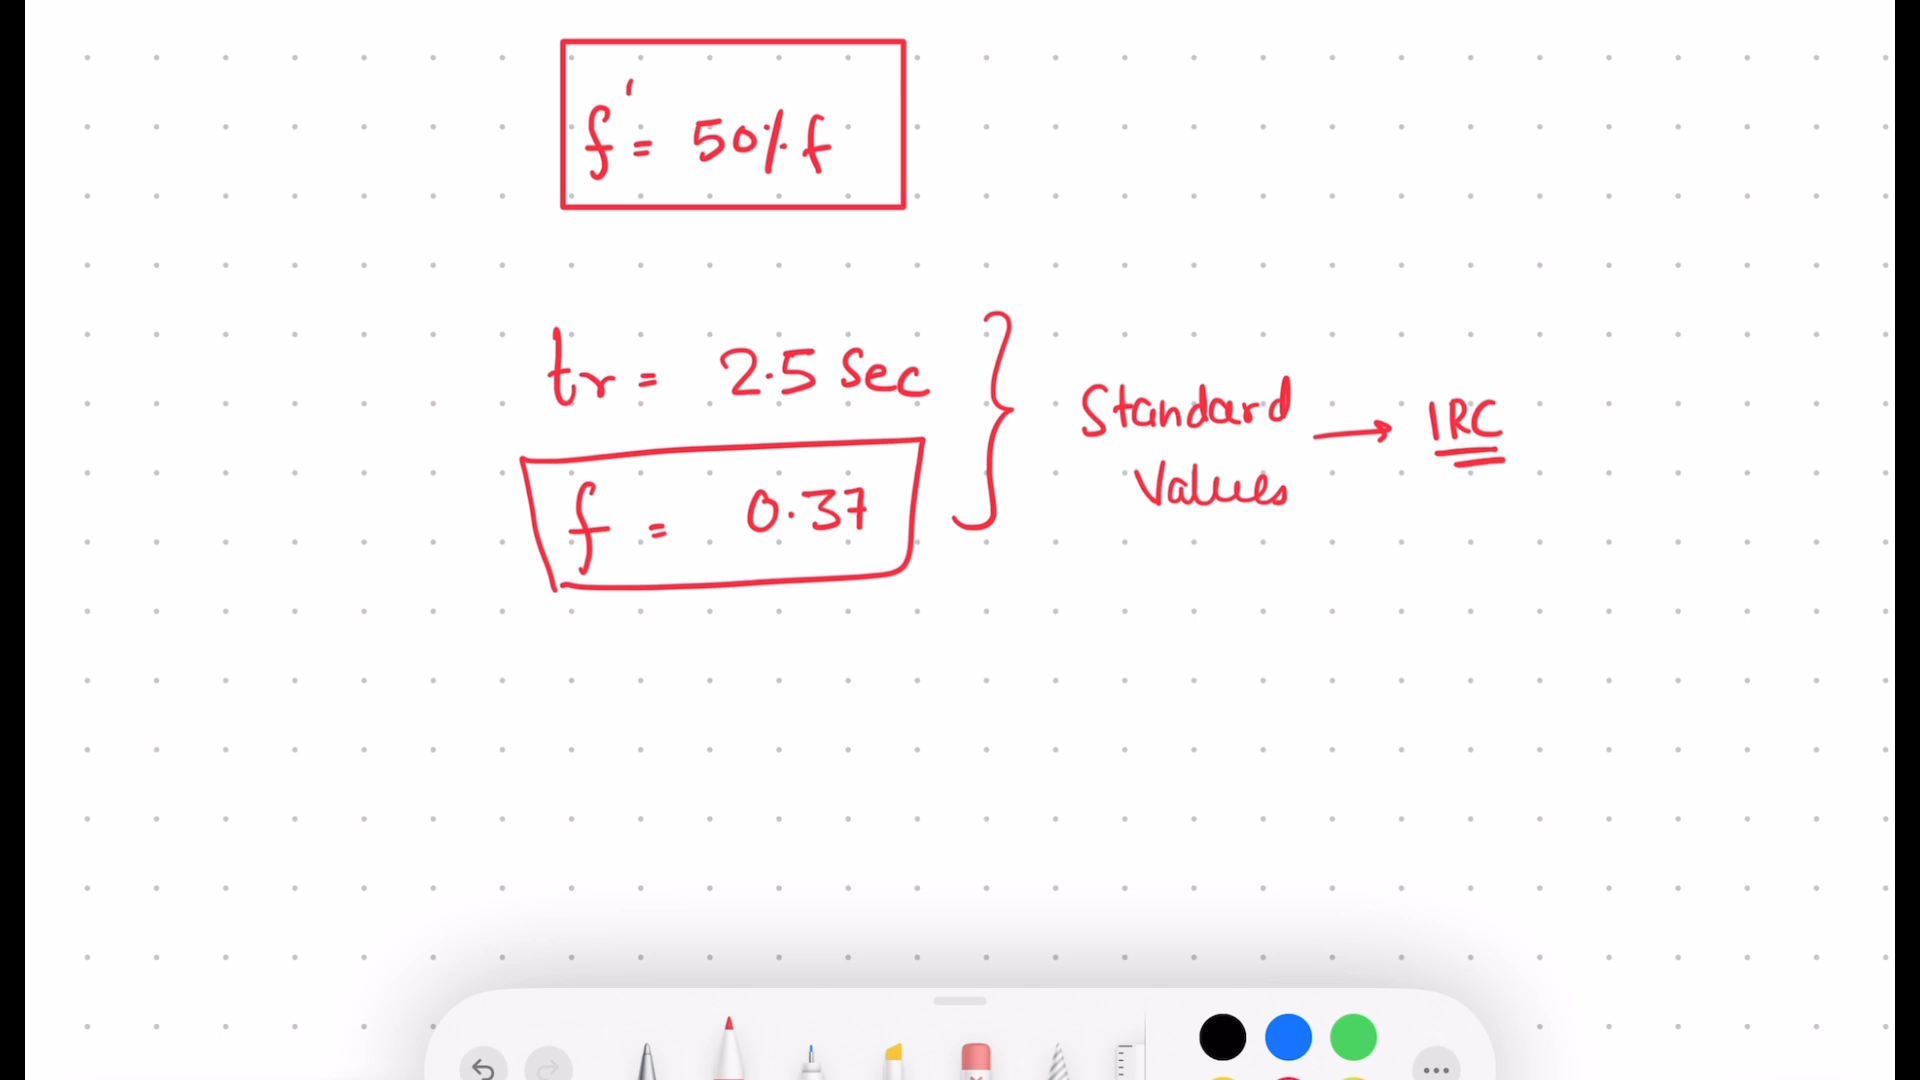 f' = 50% f
tr = 2.5 Sec
f = 0.37
Standard
Values
→ IRC